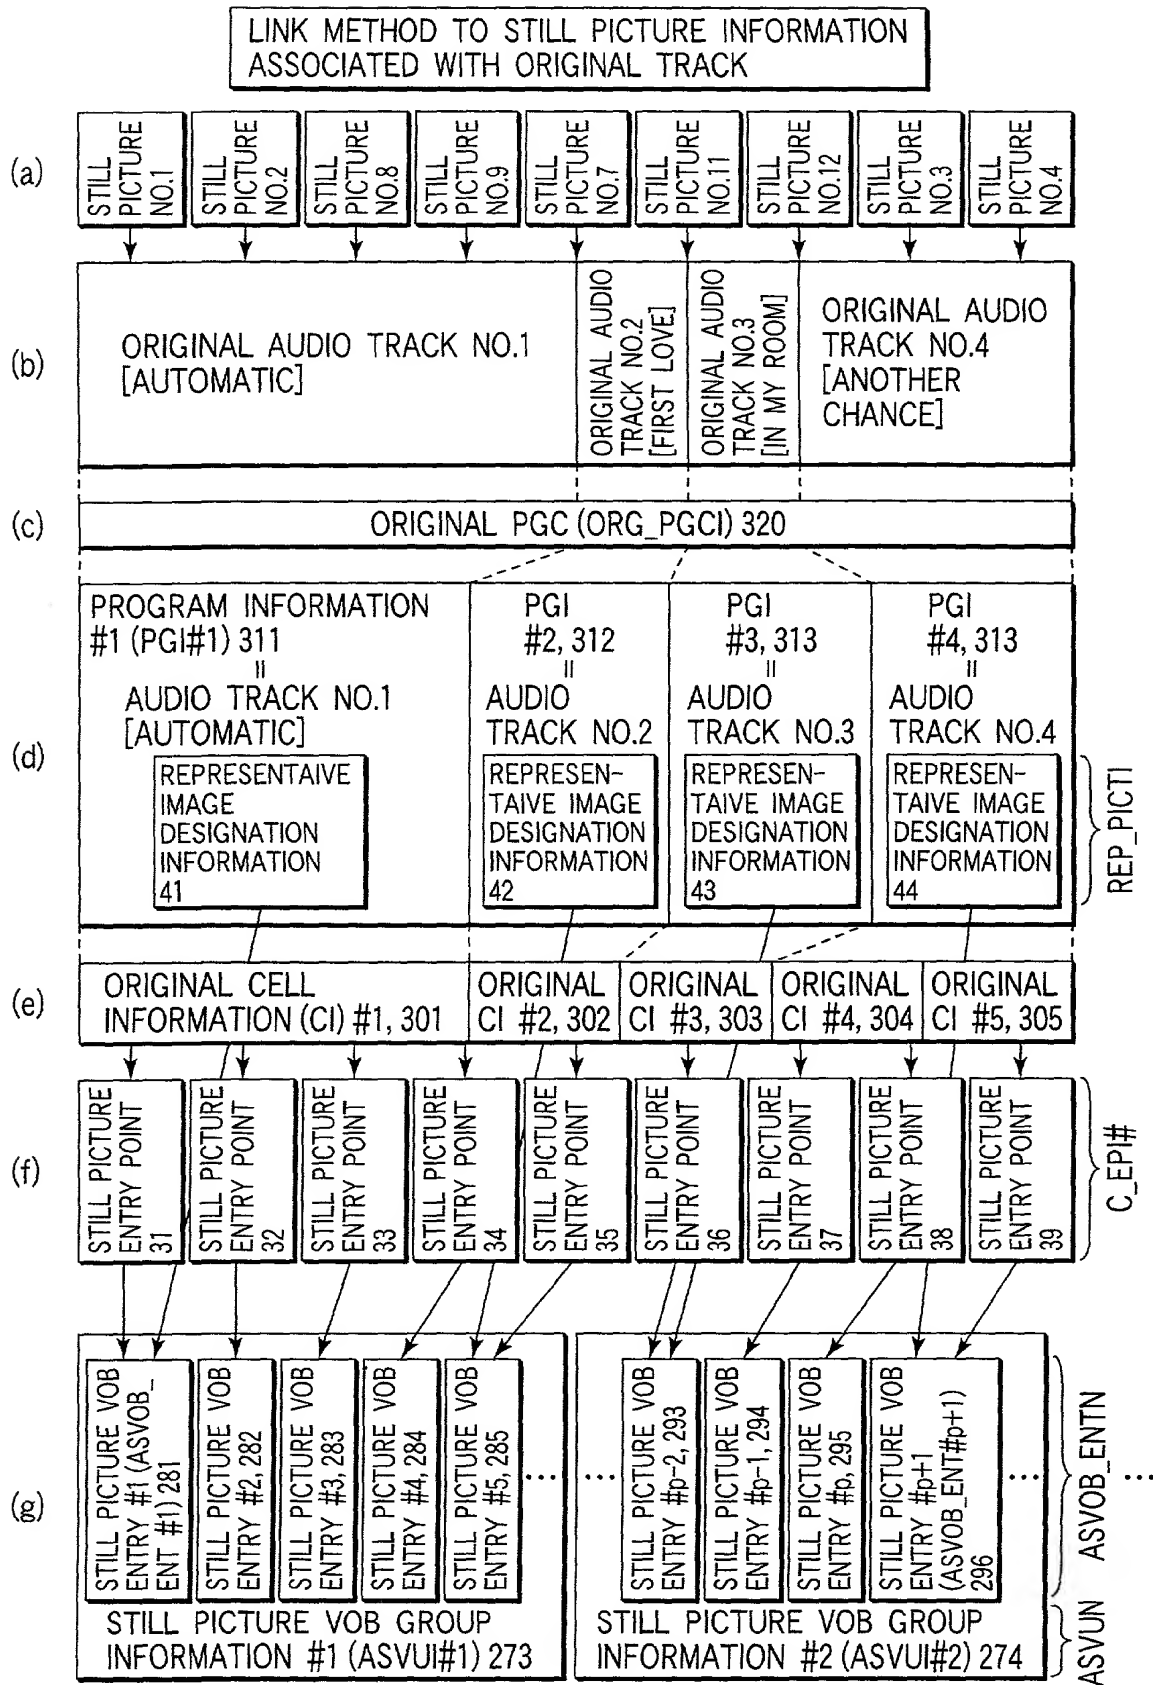 LINK METHOD TO STILL PICTURE INFORMATION
ASSOCIATED WITH ORIGINAL TRACK
(a)
STILL
PICTURE
NO.1
STILL
PICTURE
NO.2
STILL
PICTURE
NO.8
STILL
PICTURE
NO.9
STILL
PICTURE
NO.7
STILL
PICTURE
NO.11
STILL
PICTURE
NO.12
STILL
PICTURE
NO.3
STILL
PICTURE
NO.4
(b)
ORIGINAL AUDIO TRACK NO.1
[AUTOMATIC]
ORIGINAL AUDIO
TRACK NO.2
[FIRST LOVE]
ORIGINAL AUDIO
TRACK NO.3
[IN MY ROOM]
ORIGINAL AUDIO
TRACK NO.4
[ANOTHER
CHANCE]
(c)
ORIGINAL PGC (ORG_PGCI) 320
(d)
PROGRAM INFORMATION
#1 (PGI#1) 311
=
AUDIO TRACK NO.1
[AUTOMATIC]
REPRESENTAIVE
IMAGE
DESIGNATION
INFORMATION
41
PGI
#2, 312
=
AUDIO
TRACK NO.2
REPRESEN-
TAIVE IMAGE
DESIGNATION
INFORMATION
42
PGI
#3, 313
=
AUDIO
TRACK NO.3
REPRESEN-
TAIVE IMAGE
DESIGNATION
INFORMATION
43
PGI
#4, 313
=
AUDIO
TRACK NO.4
REPRESEN-
TAIVE IMAGE
DESIGNATION
INFORMATION
44
REP_PICTI
(e)
ORIGINAL CELL
INFORMATION (CI) #1, 301
ORIGINAL
CI #2, 302
ORIGINAL
CI #3, 303
ORIGINAL
CI #4, 304
ORIGINAL
CI #5, 305
(f)
STILL PICTURE
ENTRY POINT
31
STILL PICTURE
ENTRY POINT
32
STILL PICTURE
ENTRY POINT
33
STILL PICTURE
ENTRY POINT
34
STILL PICTURE
ENTRY POINT
35
STILL PICTURE
ENTRY POINT
36
STILL PICTURE
ENTRY POINT
37
STILL PICTURE
ENTRY POINT
38
STILL PICTURE
ENTRY POINT
39
C_EPI#
(g)
STILL PICTURE VOB
ENTRY #1 (ASVOB_
ENT #1) 281
STILL PICTURE VOB
ENTRY #2, 282
STILL PICTURE VOB
ENTRY #3, 283
STILL PICTURE VOB
ENTRY #4, 284
STILL PICTURE VOB
ENTRY #5, 285
.....
STILL PICTURE VOB GROUP
INFORMATION #1 (ASVUI#1) 273
STILL PICTURE VOB
ENTRY #p-2, 293
STILL PICTURE VOB
ENTRY #p-1, 294
STILL PICTURE VOB
ENTRY #p, 295
STILL PICTURE VOB
ENTRY #p+1
(ASVOB_ENT#p+1)
296
.....
STILL PICTURE VOB GROUP
INFORMATION #2 (ASVUI#2) 274
ASVOB_ENTN
ASVUN